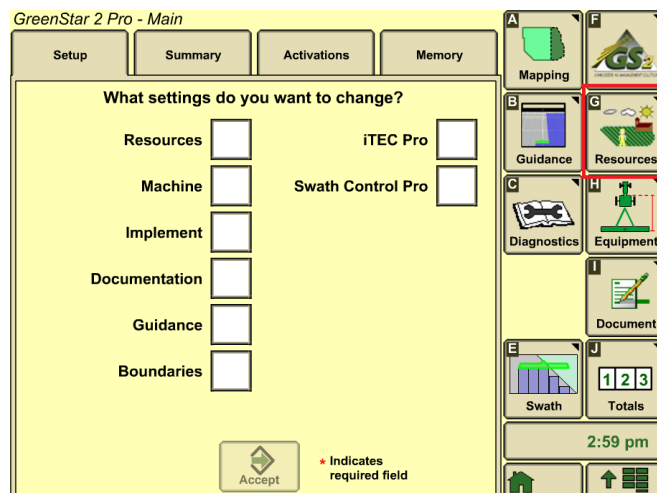 GreenStar 2 Pro - Main
Setup
Summary
Activations
Memory
What settings do you want to change?
Resources
iTEC Pro
Machine
Swath Control Pro
Implement
Documentation
Guidance
Boundaries
Accept
* Indicates
required field
A
Mapping
F
GS2
B
Guidance
G
Resources
C
Diagnostics
H
Equipment
I
Document
E
Swath
J
1 2 3
Totals
2:59 pm